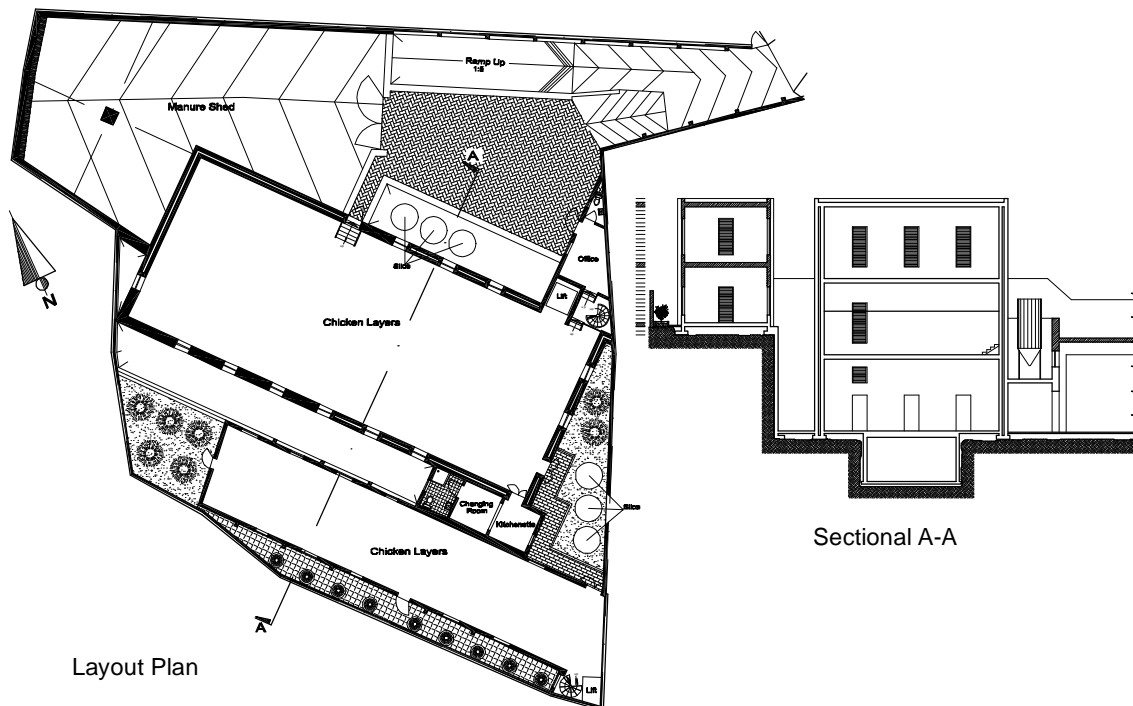 Ramp Up
1:8
Manure Shed
A
Office
Silos
Lift
Chicken Layers
N
Silos
Changing
Room
Kitchenette
Chicken Layers
A
Lift
Layout Plan
Sectional A-A